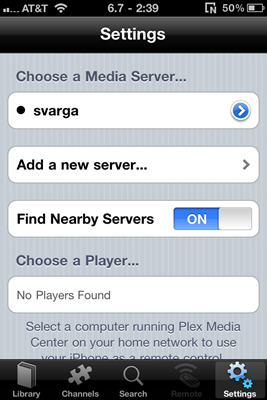 AT&T 6.7 - 2:39 50%
Settings
Choose a Media Server...
svarga
Add a new server...
Find Nearby Servers ON
Choose a Player...
No Players Found
Select a computer running Plex Media
Center on your home network to use
your iPhone as a remote control
Library Channels Search Remote Settings